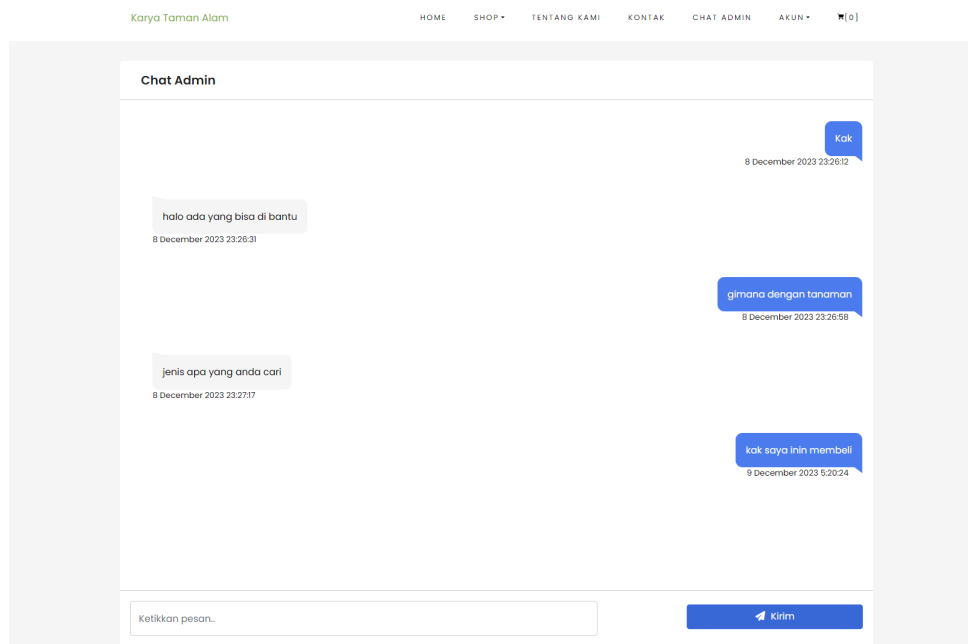 Karya Taman Alam
HOME SHOP TENTANG KAMI KONTAK CHAT ADMIN AKUN [0]
Chat Admin
Kak
8 December 2023 23:26:12
halo ada yang bisa di bantu
8 December 2023 23:26:31
gimana dengan tanaman
8 December 2023 23:26:58
jenis apa yang anda cari
8 December 2023 23:27:17
kak saya inin membeli
9 December 2023 5:20:24
Ketikkan pesan..
Kirim